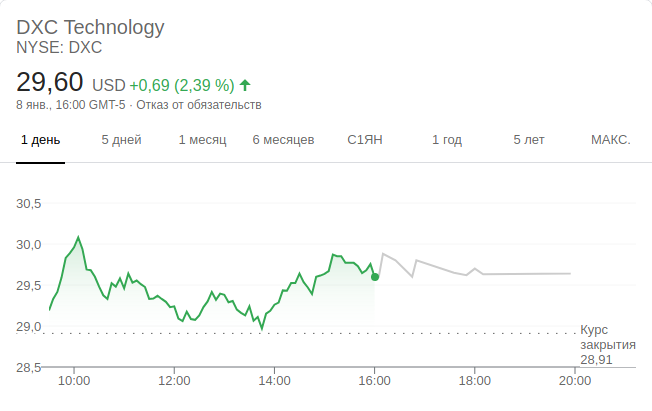 DXC Technology
NYSE: DXC
29,60 USD +0,69 (2,39 %)
8 янв., 16:00 GMT-5 · Отказ от обязательств
1 день 5 дней 1 месяц 6 месяцев С1ЯН 1 год 5 лет МАКС.
30,5
30,0
29,5
29,0
28,5
Курс
закрытия
28,91
10:00 12:00 14:00 16:00 18:00 20:00